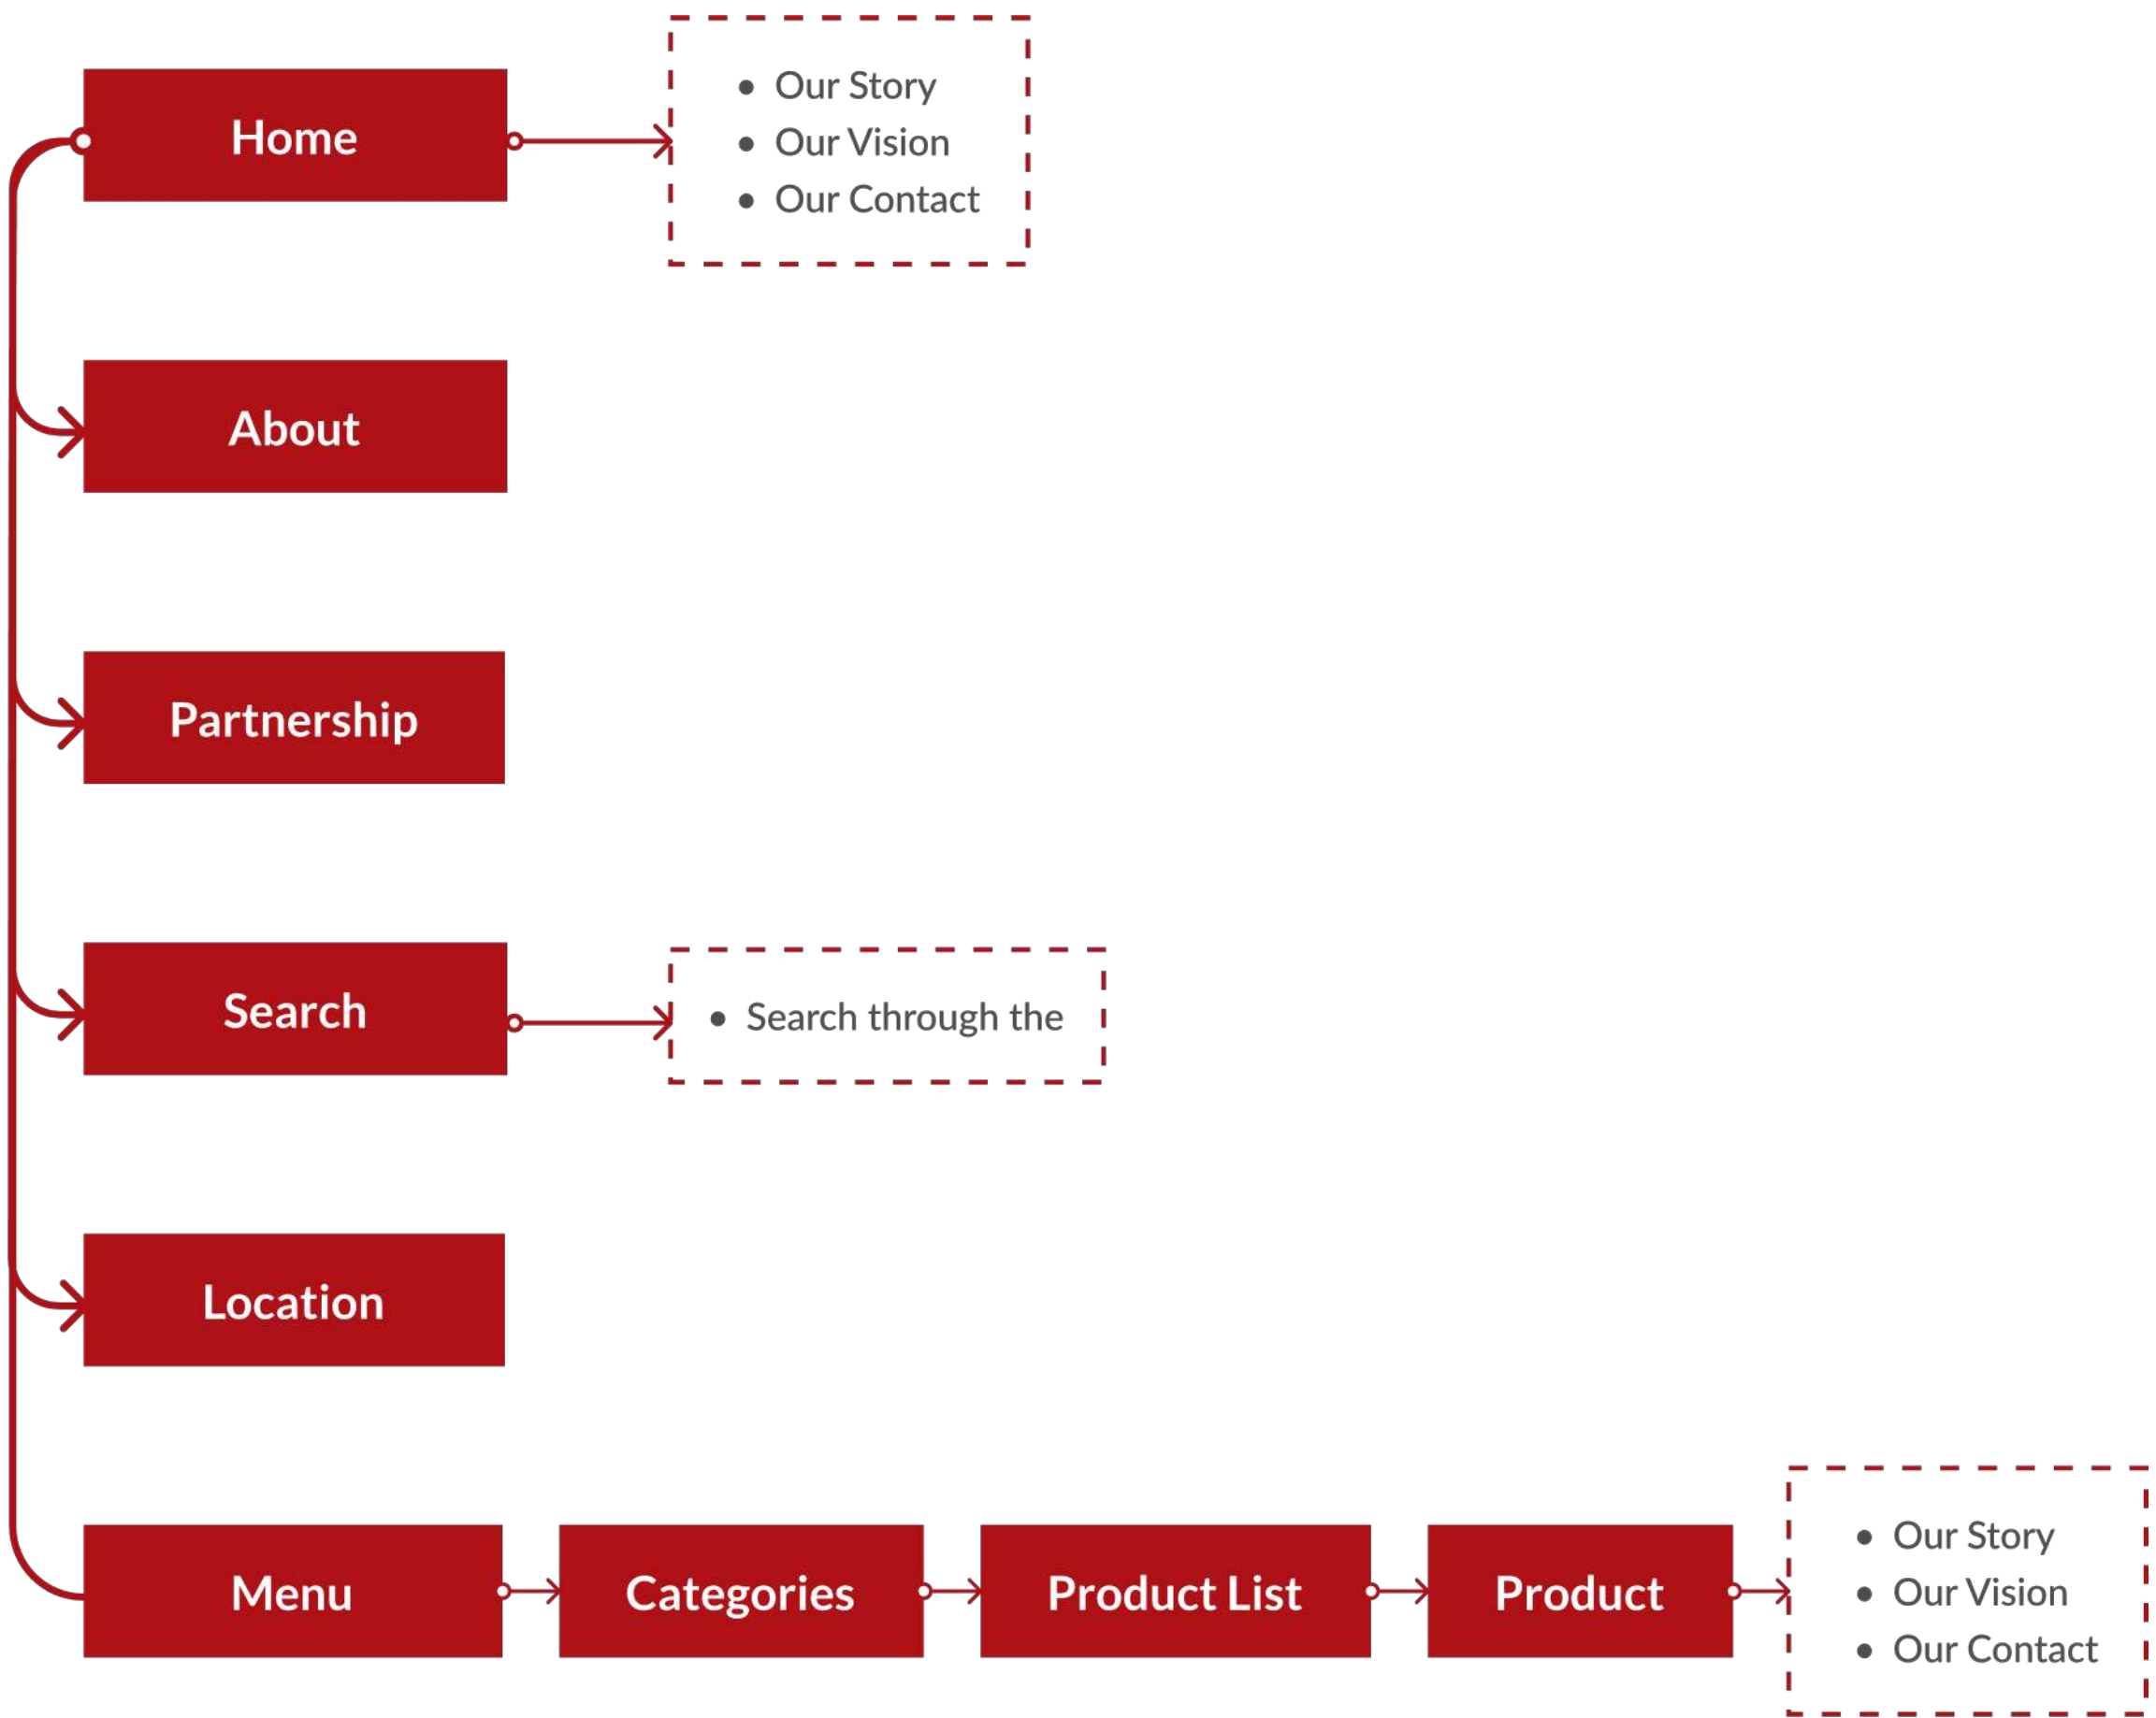 Home
• Our Story
• Our Vision
• Our Contact
About
Partnership
Search
• Search through the
Location
Menu
Categories
Product List
Product
• Our Story
• Our Vision
• Our Contact